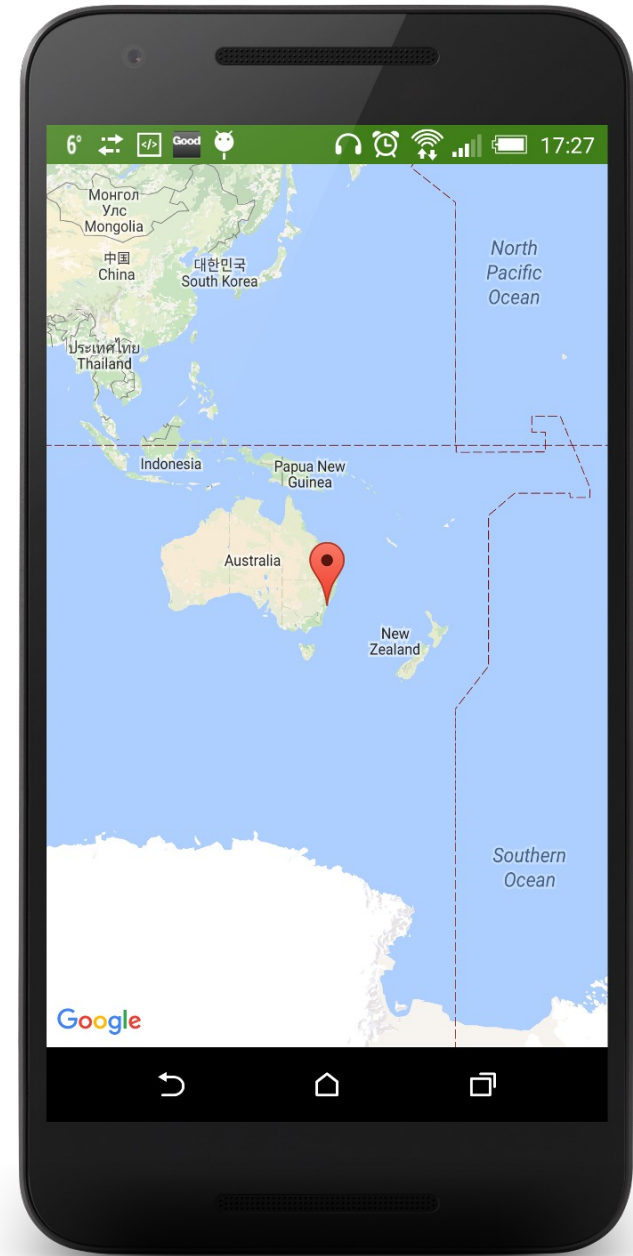 6°
</>
Good
17:27
Монгол
Улс
Mongolia
中国
China
대한민국
South Korea
North
Pacific
Ocean
ประเทศไทย
Thailand
Indonesia
Papua New
Guinea
Australia
New
Zealand
Southern
Ocean
Google